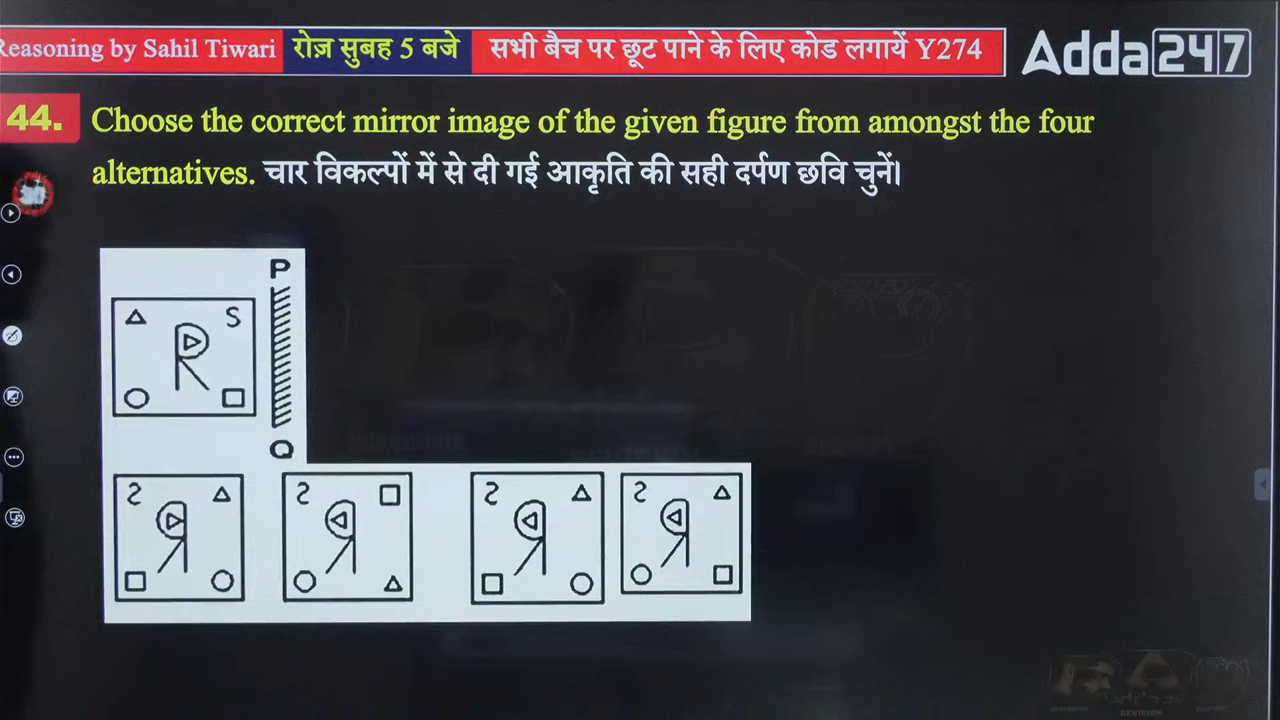 Reasoning by Sahil Tiwari रोज़ सुबह 5 बजे सभी बैच पर छूट पाने के लिए कोड लगायें Y274 Adda247
44. Choose the correct mirror image of the given figure from amongst the four
alternatives. चार विकल्पों में से दी गई आकृति की सही दर्पण छवि चुनें।
P
S
R
Q